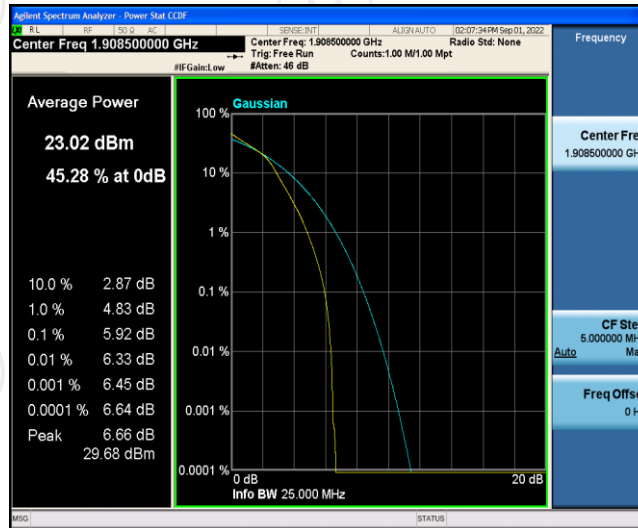 Agilent Spectrum Analyzer - Power Stat CCDF
RL RF 50 Ω AC SENSE:INT ALIGN AUTO 02:07:34 PM Sep 01, 2022
Center Freq 1.908500000 GHz
Center Freq: 1.908500000 GHz Radio Std: None
Trig: Free Run Counts:1.00 M/1.00 Mpt
#IFGain:Low #Atten: 46 dB
Frequency
Average Power
23.02 dBm
45.28 % at 0dB
10.0 % 2.87 dB
1.0 % 4.83 dB
0.1 % 5.92 dB
0.01 % 6.33 dB
0.001 % 6.45 dB
0.0001 % 6.64 dB
Peak 6.66 dB
29.68 dBm
Gaussian
100 %
10 %
1 %
0.1 %
0.01 %
0.001 %
0.0001 %
0 dB 20 dB
Info BW 25.000 MHz
Center Fre
1.908500000 GH
CF Ste
5.000000 MH
Auto Ma
Freq Offse
0 H
MSG STATUS